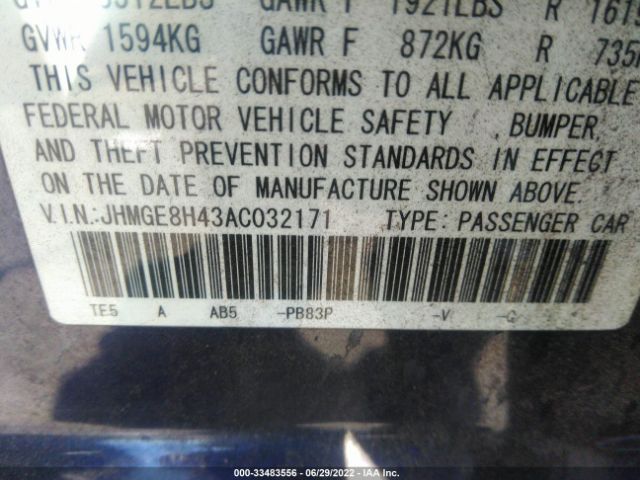 GAWR F 1921LBS R
GVWR 1594KG GAWR F 872KG R
THIS VEHICLE CONFORMS TO ALL APPLICABLE
FEDERAL MOTOR VEHICLE SAFETY , BUMPER,
AND THEFT PREVENTION STANDARDS IN EFFECT
ON THE DATE OF MANUFACTURE SHOWN ABOVE.
V.I.N.:JHMGE8H43AC032171 TYPE:PASSENGER CAR
TE5 A AB5 -PB83P -V -G
000-33483556 - 06/29/2022 - IAA Inc.